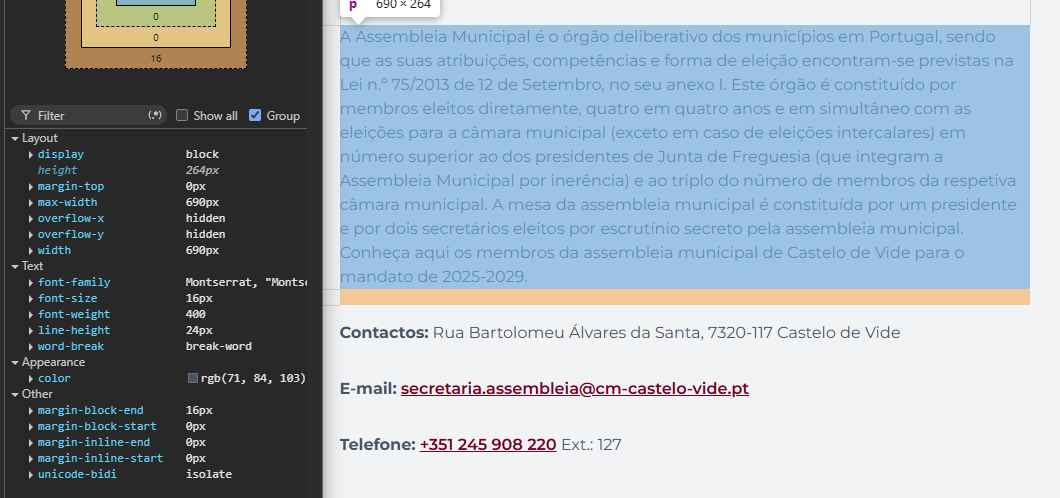 p 690 × 264
0
0
16
Filter (.*) Show all Group
Layout
display block
height 264px
margin-top 0px
max-width 690px
overflow-x hidden
overflow-y hidden
width 690px
Text
font-family Montserrat, "Montse
font-size 16px
font-weight 400
line-height 24px
word-break break-word
Appearance
color rgb(71, 84, 103)
Other
margin-block-end 16px
margin-block-start 0px
margin-inline-end 0px
margin-inline-start 0px
unicode-bidi isolate
A Assembleia Municipal é o órgão deliberativo dos municípios em Portugal, sendo
que as suas atribuições, competências e forma de eleição encontram-se previstas na
Lei n.º 75/2013 de 12 de Setembro, no seu anexo I. Este órgão é constituído por
membros eleitos diretamente, quatro em quatro anos e em simultâneo com as
eleições para a câmara municipal (exceto em caso de eleições intercalares) em
número superior ao dos presidentes de Junta de Freguesia (que integram a
Assembleia Municipal por inerência) e ao triplo do número de membros da respetiva
câmara municipal. A mesa da assembleia municipal é constituída por um presidente
e por dois secretários eleitos por escrutínio secreto pela assembleia municipal.
Conheça aqui os membros da assembleia municipal de Castelo de Vide para o
mandato de 2025-2029.
Contactos: Rua Bartolomeu Álvares da Santa, 7320-117 Castelo de Vide
E-mail: secretaria.assembleia@cm-castelo-vide.pt
Telefone: +351 245 908 220 Ext.: 127